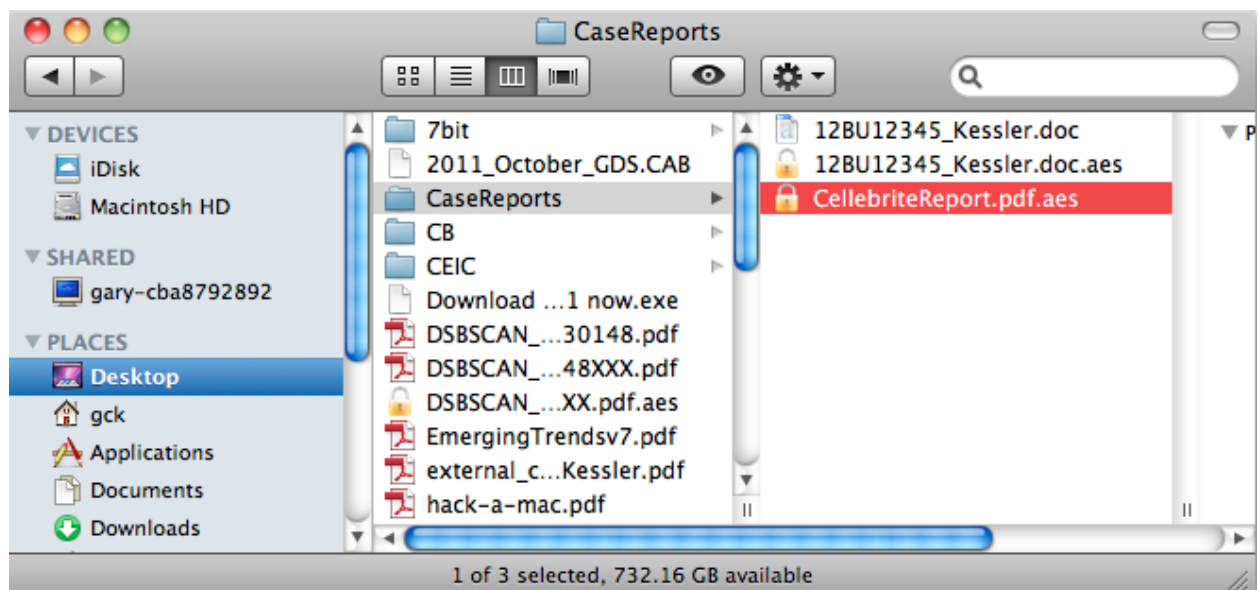 CaseReports
DEVICES
iDisk
Macintosh HD
SHARED
gary-cba8792892
PLACES
Desktop
gck
Applications
Documents
Downloads
7bit
2011_October_GDS.CAB
CaseReports
CB
CEIC
Download ...1 now.exe
DSBSCAN_...30148.pdf
DSBSCAN_...48XXX.pdf
DSBSCAN_...XX.pdf.aes
EmergingTrendsv7.pdf
external_c...Kessler.pdf
hack-a-mac.pdf
12BU12345_Kessler.doc
12BU12345_Kessler.doc.aes
CellebriteReport.pdf.aes
P
1 of 3 selected, 732.16 GB available